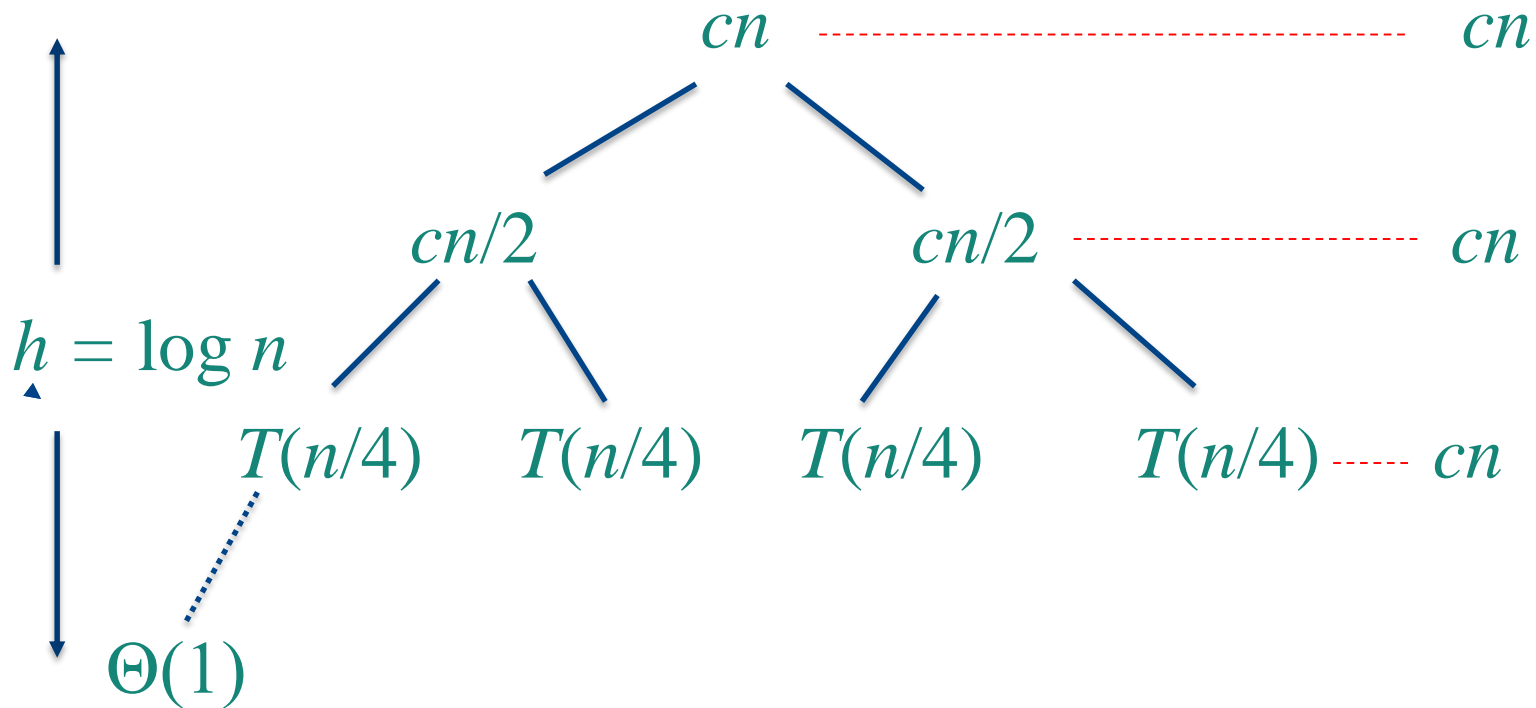 cn cn
cn/2 cn/2 cn
h = log n
T(n/4) T(n/4) T(n/4) T(n/4) cn
Θ(1)